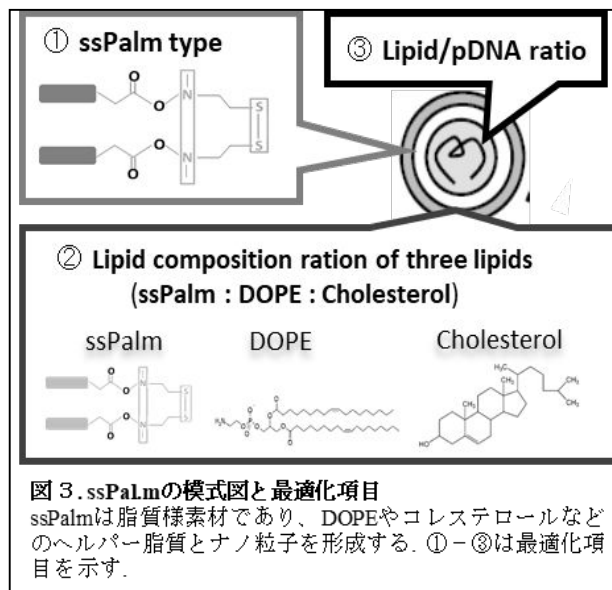 ① ssPalm type
③ Lipid/pDNA ratio
O
O
N
S
S
O
O
N
② Lipid composition ration of three lipids
(ssPalm : DOPE : Cholesterol)
ssPalm
DOPE
Cholesterol
図３.ssPalmの模式図と最適化項目
ssPalmは脂質様素材であり、DOPEやコレステロールなど
のヘルパー脂質とナノ粒子を形成する. ①－③は最適化項
目を示す.